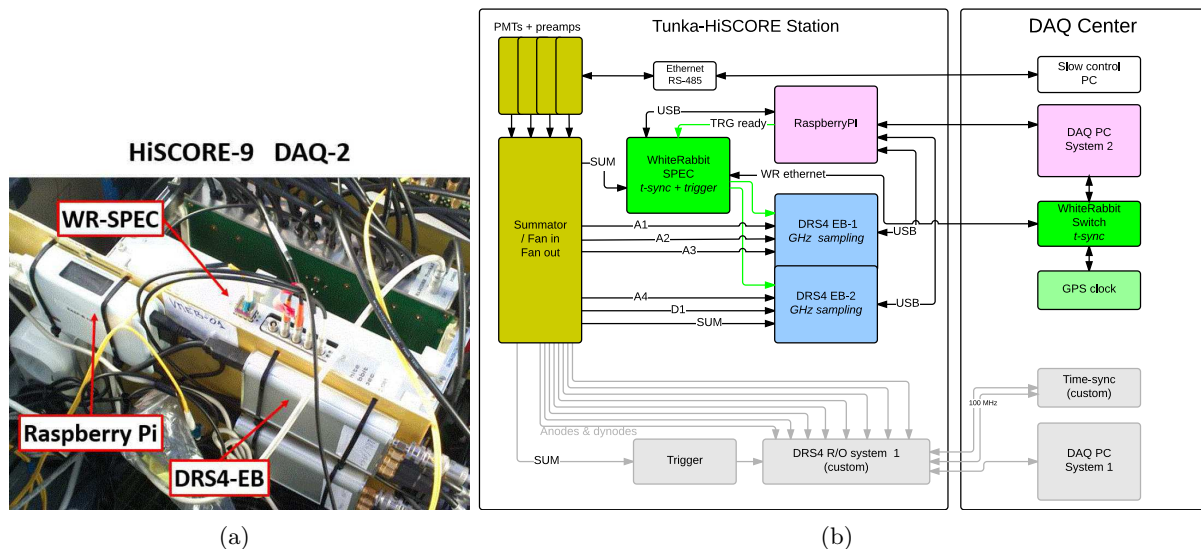 HiSCORE-9 DAQ-2
WR-SPEC
VMEB-01
Raspberry Pi
DRS4-EB
(a)
Tunka-HiSCORE Station
DAQ Center
PMTs + preamps
Ethernet
RS-485
Slow control
PC
USB
TRG ready
RaspberryPI
DAQ PC
System 2
SUM
WhiteRabbit
SPEC
t-sync + trigger
WR ethernet
Summator
/ Fan in
Fan out
A1
A2
A3
DRS4 EB-1
GHz sampling
USB
WhiteRabbit
Switch
t-sync
A4
D1
SUM
DRS4 EB-2
GHz sampling
USB
GPS clock
Anodes & dynodes
100 MHz
Time-sync
(custom)
SUM
Trigger
DRS4 R/O system 1
(custom)
DAQ PC
System 1
(b)